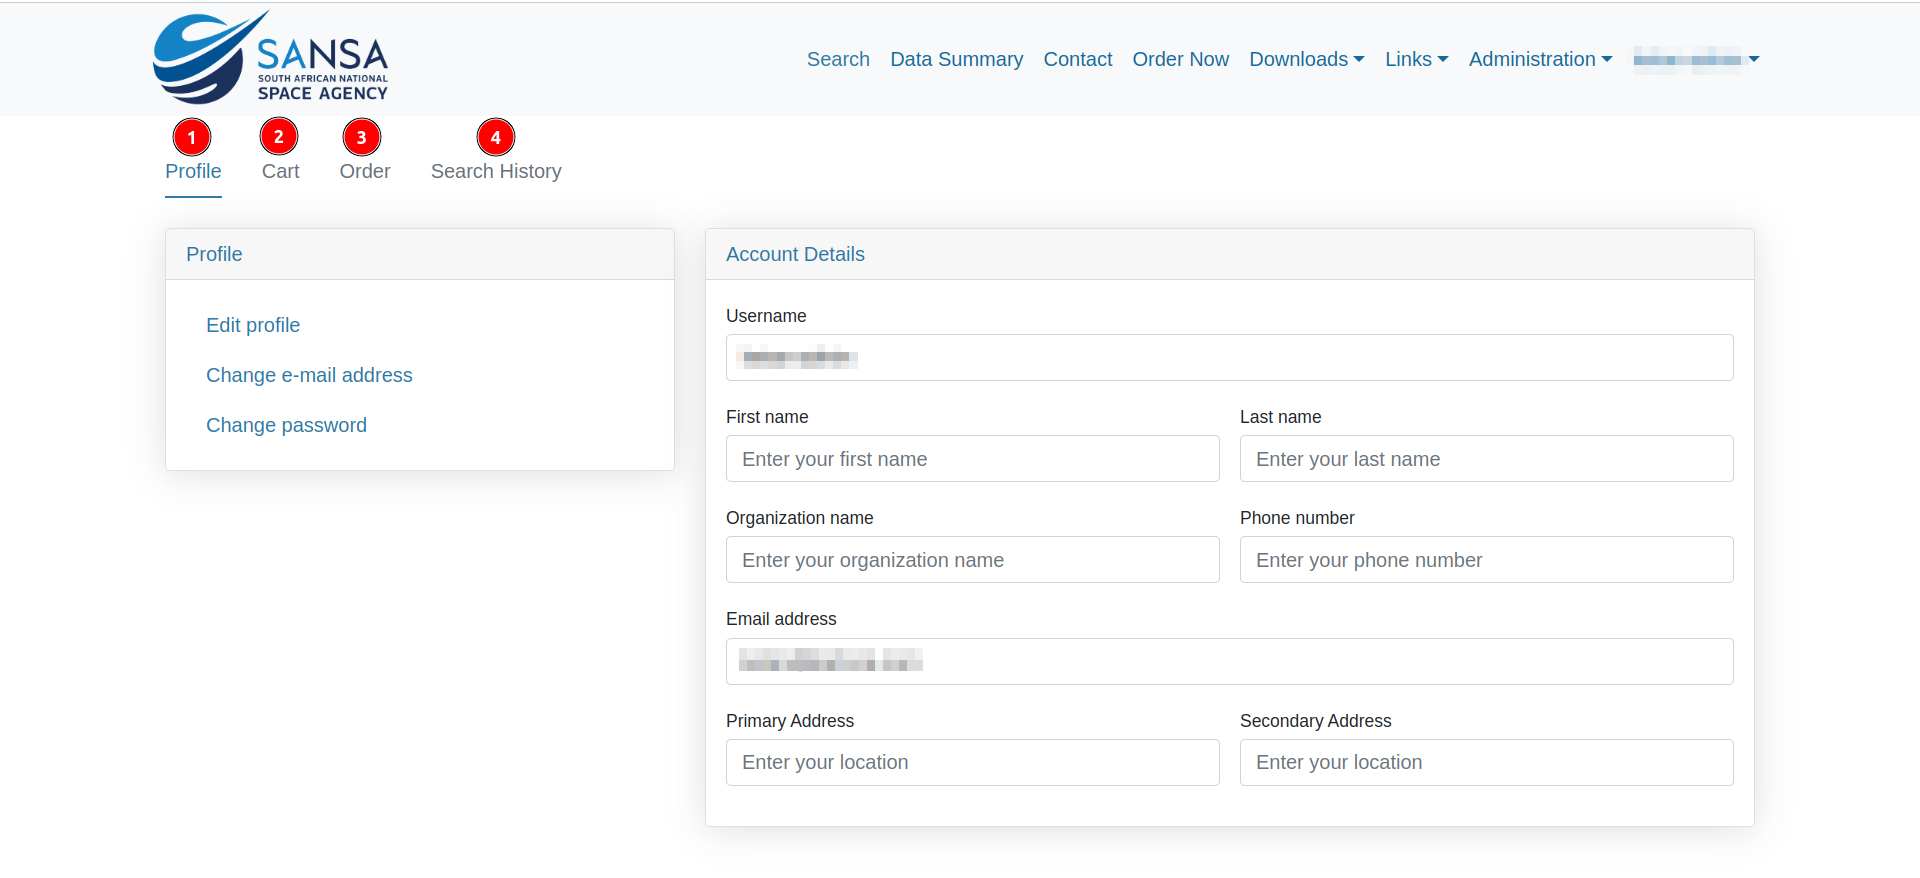 SANSA
SOUTH AFRICAN NATIONAL
SPACE AGENCY
Search Data Summary Contact Order Now Downloads Links Administration
1 2 3 4
Profile Cart Order Search History
Profile
Edit profile
Change e-mail address
Change password
Account Details
Username
First name Last name
Enter your first name Enter your last name
Organization name Phone number
Enter your organization name Enter your phone number
Email address
Primary Address Secondary Address
Enter your location Enter your location